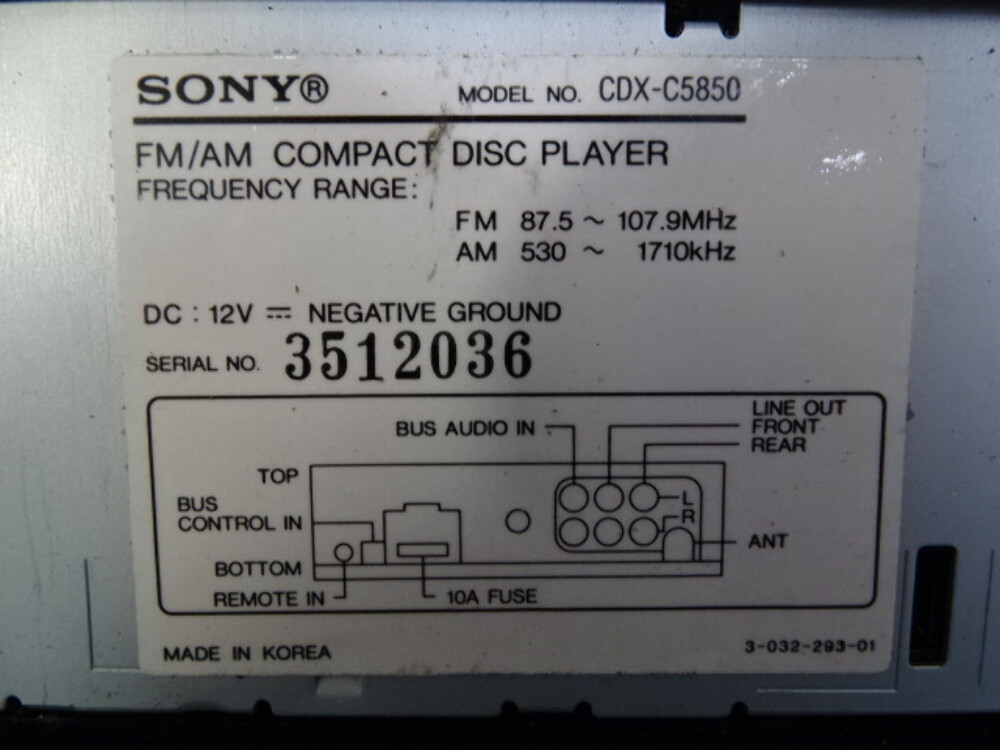 SONY® MODEL NO. CDX-C5850
FM/AM COMPACT DISC PLAYER
FREQUENCY RANGE:
FM 87.5 ~ 107.9MHz
AM 530 ~ 1710kHz
DC : 12V ⎓ NEGATIVE GROUND
SERIAL NO. 3512036
LINE OUT
BUS AUDIO IN FRONT
REAR
TOP
BUS
CONTROL IN
L
R
ANT
BOTTOM
REMOTE IN 10A FUSE
MADE IN KOREA 3-032-293-01